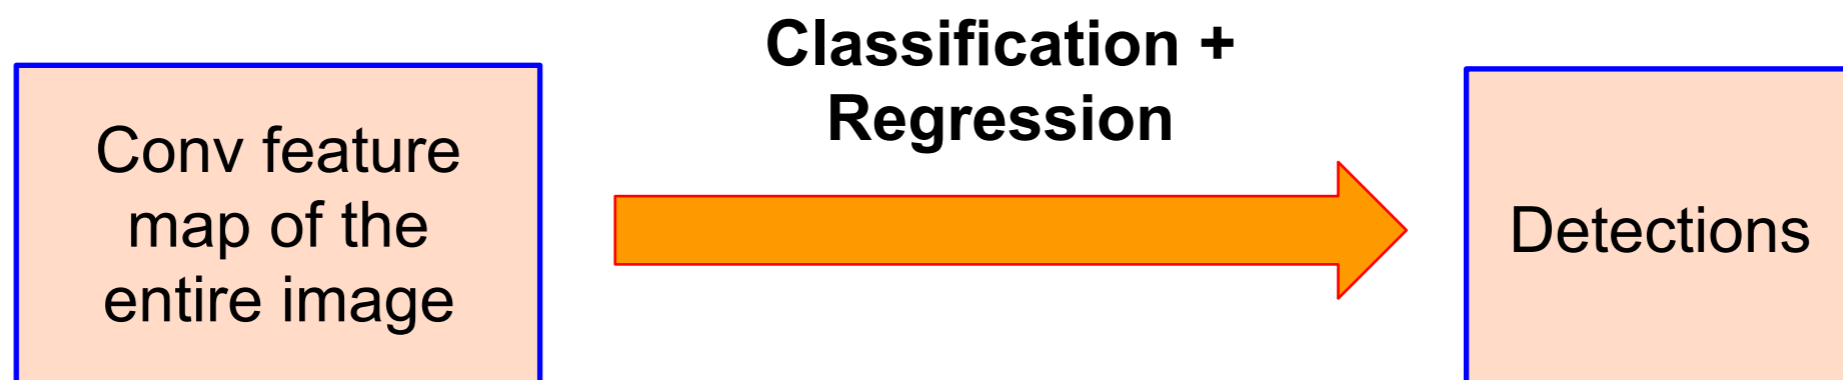 Classification +
Regression
Conv feature
map of the
entire image
Detections